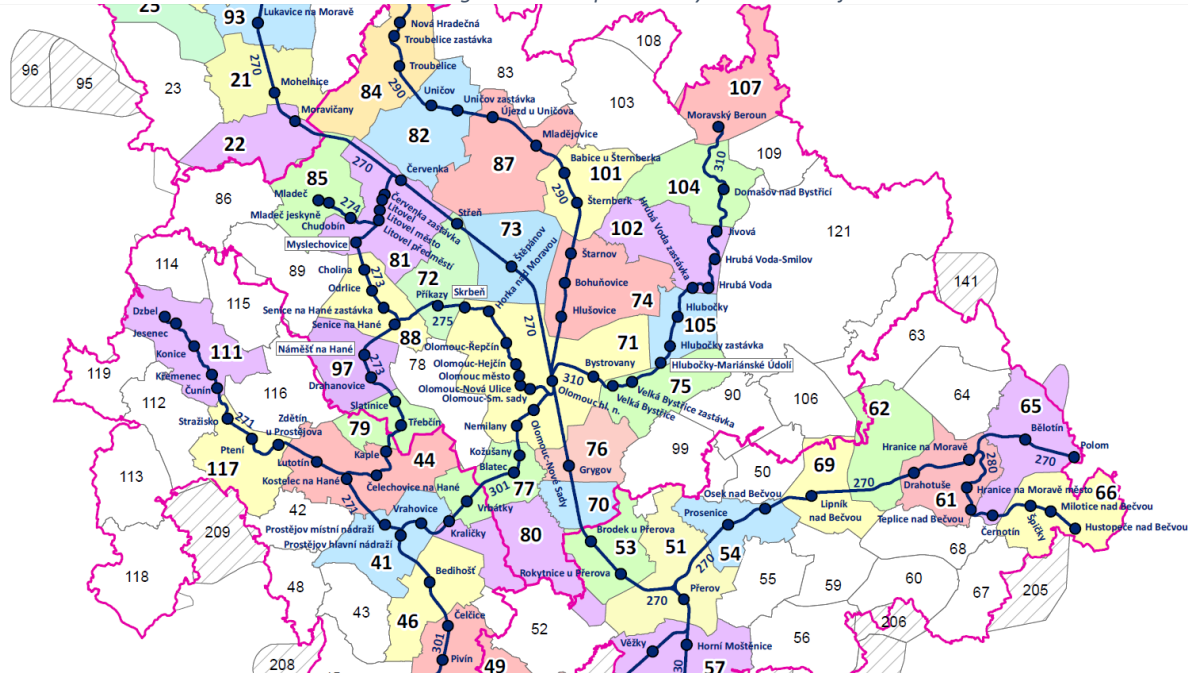 25
93
Lukavice na Moravě
Nová Hradečná
Troubelice zastávka
108
96
95
23
21
270
Mohelnice
Troubelice
84
290
83
103
107
Uničov
Uničov zastávka
Újezd u Uničova
Moravičany
Moravský Beroun
22
82
Mladějovice
109
310
86
85
270
Červenka
87
Babice u Šternberka
101
104
Mladeč
274
Domašov nad Bystřicí
290
Šternberk
Mladeč jeskyně
Chudobín
Červenka zastávka
Litovel
Litovel město
Litovel předměstí
Střeň
73
102
Hrubá Voda zastávka
Jívová
121
Myslechovice
81
Štěpánov
Horka nad Moravou
Štarnov
Hrubá Voda-Smilov
114
89
Cholina
273
72
Bohuňovice
141
Odrlice
Příkazy
Skrbeň
74
Hrubá Voda
115
Dzbel
Senice na Hané zastávka
Hlušovice
Hlubočky
Jesenec
Senice na Hané
275
270
105
63
Konice
88
Olomouc-Řepčín
71
Hlubočky zastávka
119
111
Náměšť na Hané
97
273
78
Olomouc-Hejčín
Bystrovany
Hlubočky-Mariánské Údolí
Křemenec
Olomouc město
310
75
Čunín
116
Drahanovice
Olomouc-Nová Ulice
Olomouc hl. n.
Velká Bystřice zastávka
Velká Bystřice
90
106
64
112
Olomouc-Sm. sady
62
65
Stražisko
271
Zdětín
u Prostějova
Slatinice
79
Třebčín
Nemilany
Olomouc-Nové Sady
Bělotín
Ptení
Kaple
Kožušany
76
99
Hranice na Moravě
280
270
Polom
113
117
Lutotín
44
Blatec
Grygov
50
69
Kostelec na Hané
Čelechovice na Hané
301
77
Osek nad Bečvou
270
Drahotuše
61
Hranice na Moravě město
66
42
271
Vrahovice
Vrbátky
70
Prosenice
Lipník
nad Bečvou
Teplice nad Bečvou
Milotice nad Bečvou
Špičky
209
Prostějov místní nádraží
Kraličky
80
Brodek u Přerova
Černotín
Hustopeče nad Bečvou
Prostějov hlavní nádraží
53
51
54
68
41
Bedihošť
Rokytnice u Přerova
270
118
48
55
59
60
67
205
43
46
270
Přerov
Čelčice
52
206
56
301
Věžky
Horní Moštěnice
208
Pivín
49
30
57